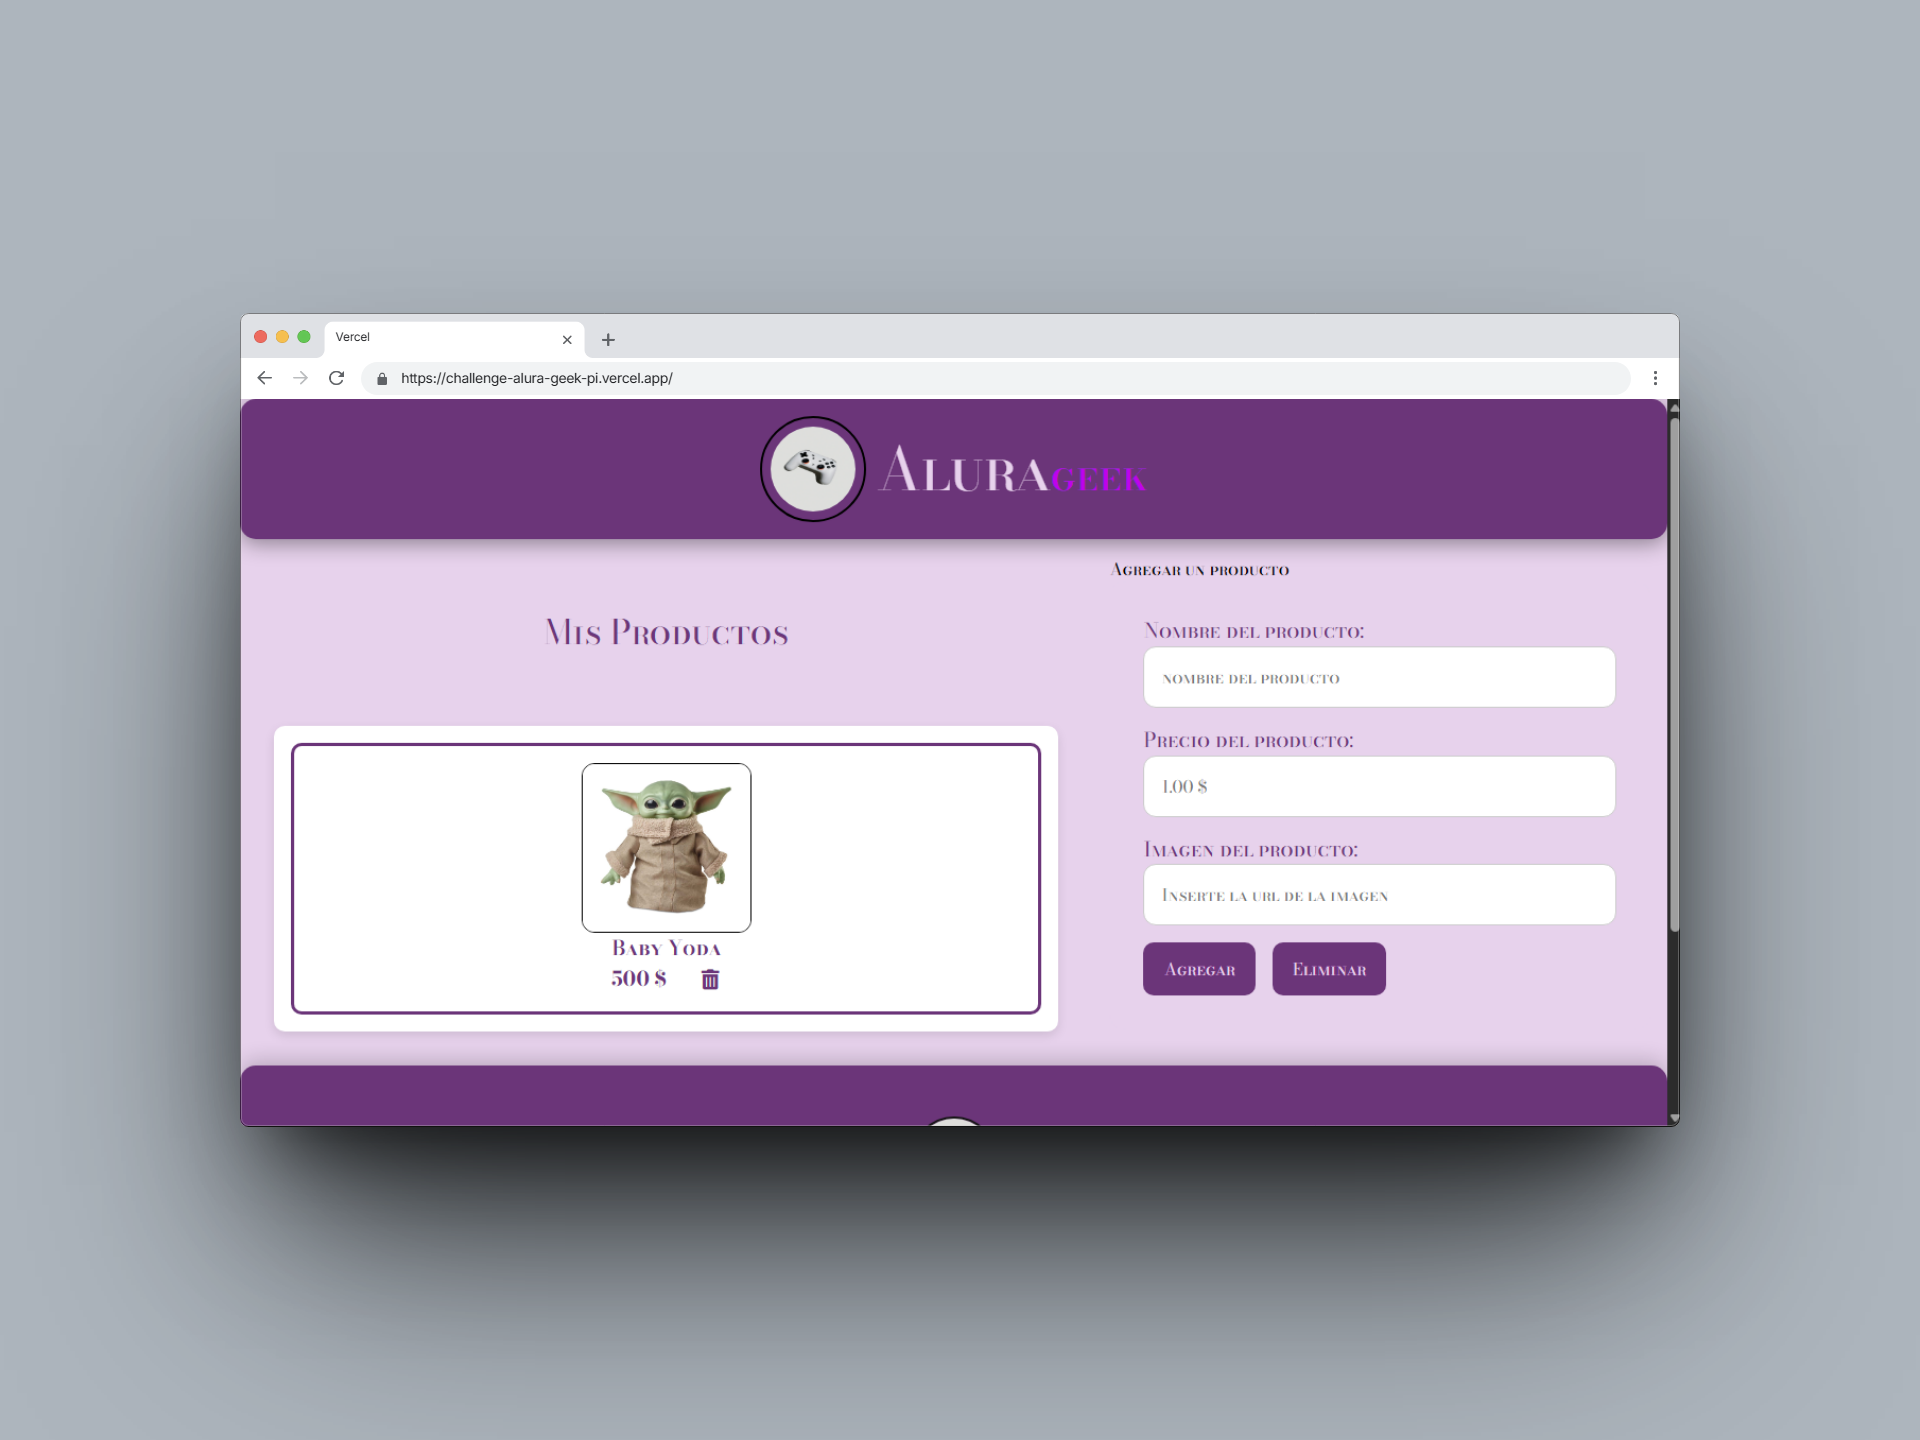 Vercel
https://challenge-alura-geek-pi.vercel.app/
Alurageek
Mis Productos
Baby Yoda
500 $
Agregar un producto
Nombre del producto:
nombre del producto
Precio del producto:
1.00 $
Imagen del producto:
Inserte la url de la imagen
Agregar Eliminar